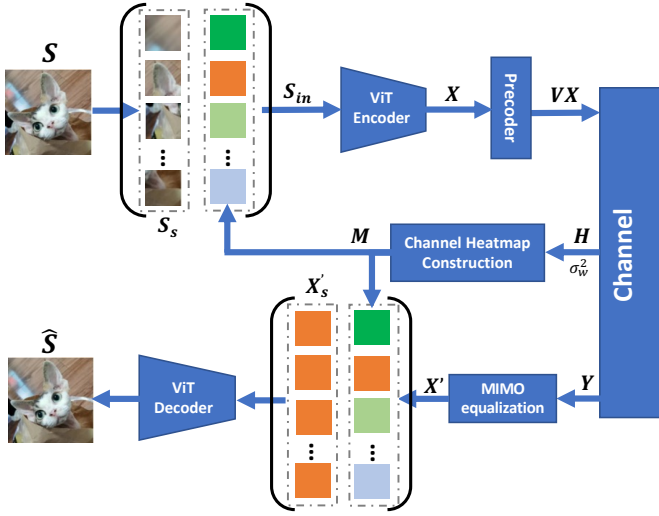 S
S_s
S_in
ViT
Encoder
X
Precoder
VX
Channel
M
Channel Heatmap
Construction
H
σ_w^2
X'_s
Ŝ
ViT
Decoder
X'
MIMO
equalization
Y